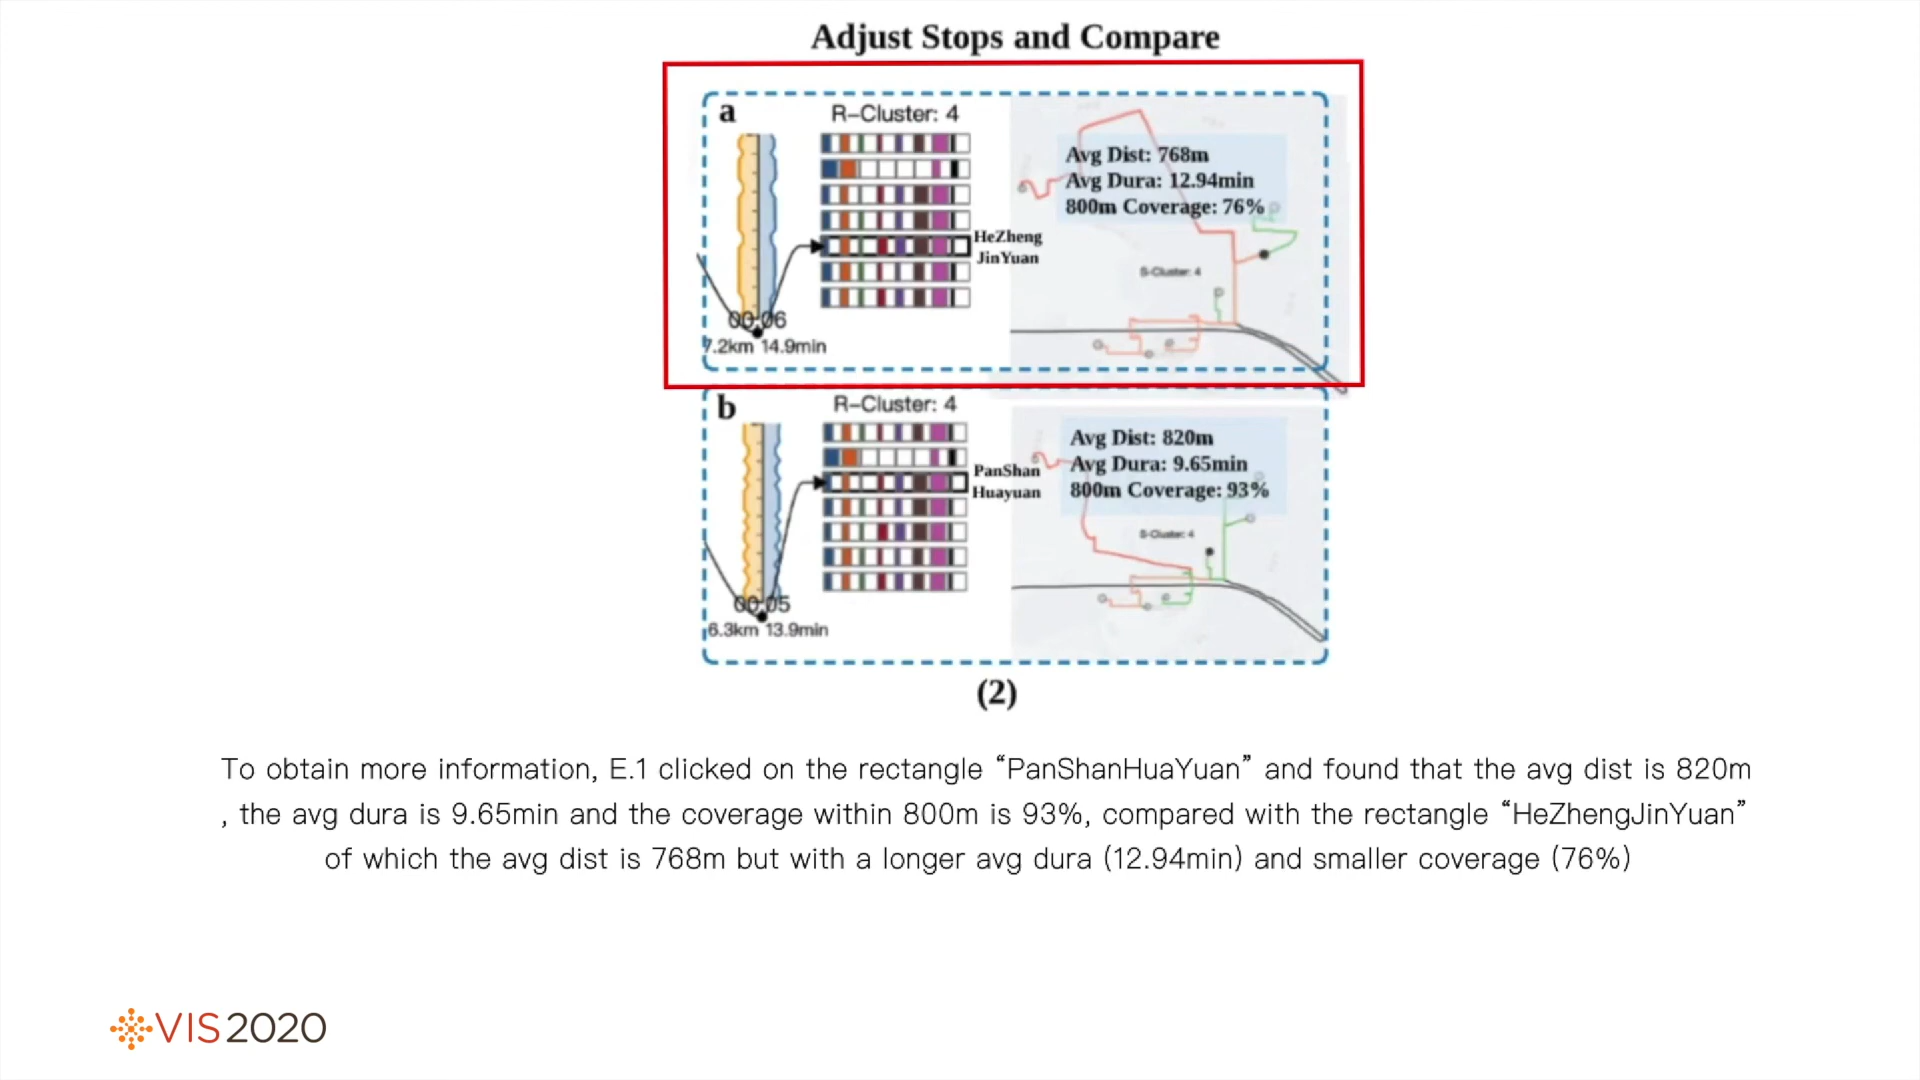 Adjust Stops and Compare
a
R-Cluster: 4
Avg Dist: 768m
Avg Dura: 12.94min
800m Coverage: 76%
HeZheng
JinYuan
S-Cluster: 4
00:06
7.2km 14.9min
b
R-Cluster: 4
Avg Dist: 820m
Avg Dura: 9.65min
800m Coverage: 93%
PanShan
Huayuan
S-Cluster: 4
00:05
6.3km 13.9min
(2)
To obtain more information, E.1 clicked on the rectangle “PanShanHuaYuan” and found that the avg dist is 820m
, the avg dura is 9.65min and the coverage within 800m is 93%, compared with the rectangle “HeZhengJinYuan”
of which the avg dist is 768m but with a longer avg dura (12.94min) and smaller coverage (76%)
VIS2020